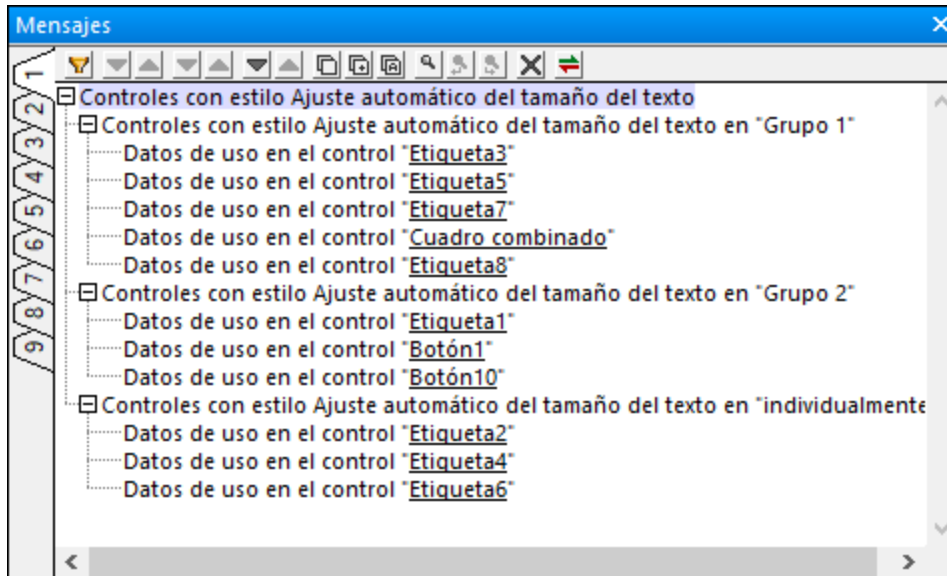 Mensajes
1
2
3
4
5
6
7
8
9
Controles con estilo Ajuste automático del tamaño del texto
Controles con estilo Ajuste automático del tamaño del texto en "Grupo 1"
Datos de uso en el control "Etiqueta3"
Datos de uso en el control "Etiqueta5"
Datos de uso en el control "Etiqueta7"
Datos de uso en el control "Cuadro combinado"
Datos de uso en el control "Etiqueta8"
Controles con estilo Ajuste automático del tamaño del texto en "Grupo 2"
Datos de uso en el control "Etiqueta1"
Datos de uso en el control "Botón1"
Datos de uso en el control "Botón10"
Controles con estilo Ajuste automático del tamaño del texto en "individualmente
Datos de uso en el control "Etiqueta2"
Datos de uso en el control "Etiqueta4"
Datos de uso en el control "Etiqueta6"